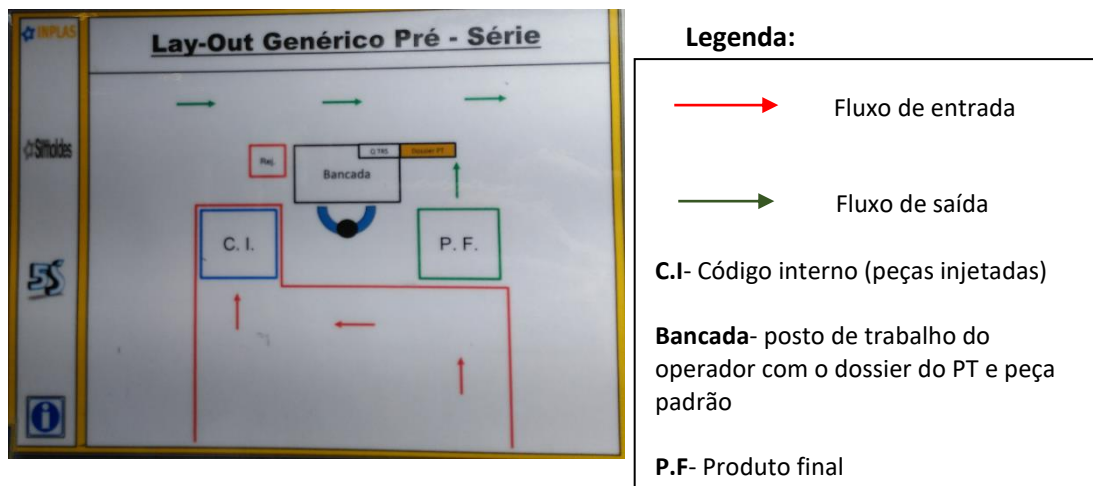 INPLAS
Lay-Out Genérico Pré - Série
Simoldes
5S
Rej.
Q TRS
Dossier PT
Bancada
C. I.
P. F.
Legenda:
Fluxo de entrada
Fluxo de saída
C.I- Código interno (peças injetadas)
Bancada- posto de trabalho do
operador com o dossier do PT e peça
padrão
P.F- Produto final